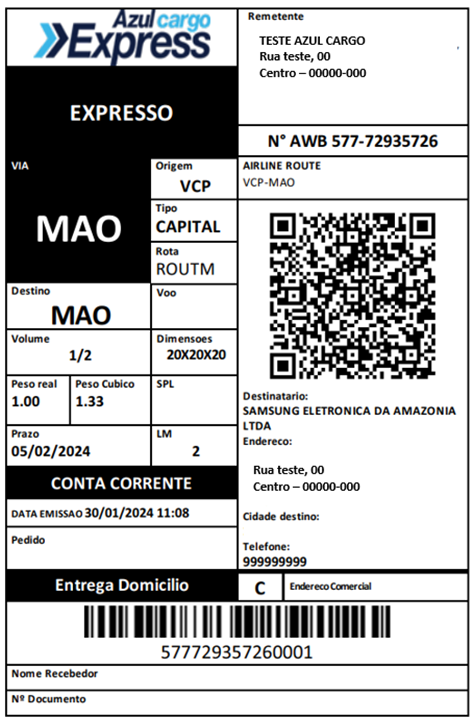 Azul cargo
Express
EXPRESSO
VIA
MAO
Origem
VCP
Tipo
CAPITAL
Rota
ROUTM
Destino
MAO
Voo
Volume
1/2
Dimensoes
20X20X20
Peso real
1.00
Peso Cubico
1.33
SPL
Prazo
05/02/2024
LM
2
CONTA CORRENTE
DATA EMISSAO 30/01/2024 11:08
Pedido
Remetente
TESTE AZUL CARGO
Rua teste, 00
Centro – 00000-000
N° AWB 577-72935726
AIRLINE ROUTE
VCP-MAO
Destinatario:
SAMSUNG ELETRONICA DA AMAZONIA
LTDA
Endereco:
Rua teste, 00
Centro – 00000-000
Cidade destino:
Telefone:
999999999
Entrega Domicilio
C
Endereco Comercial
577729357260001
Nome Recebedor
Nº Documento